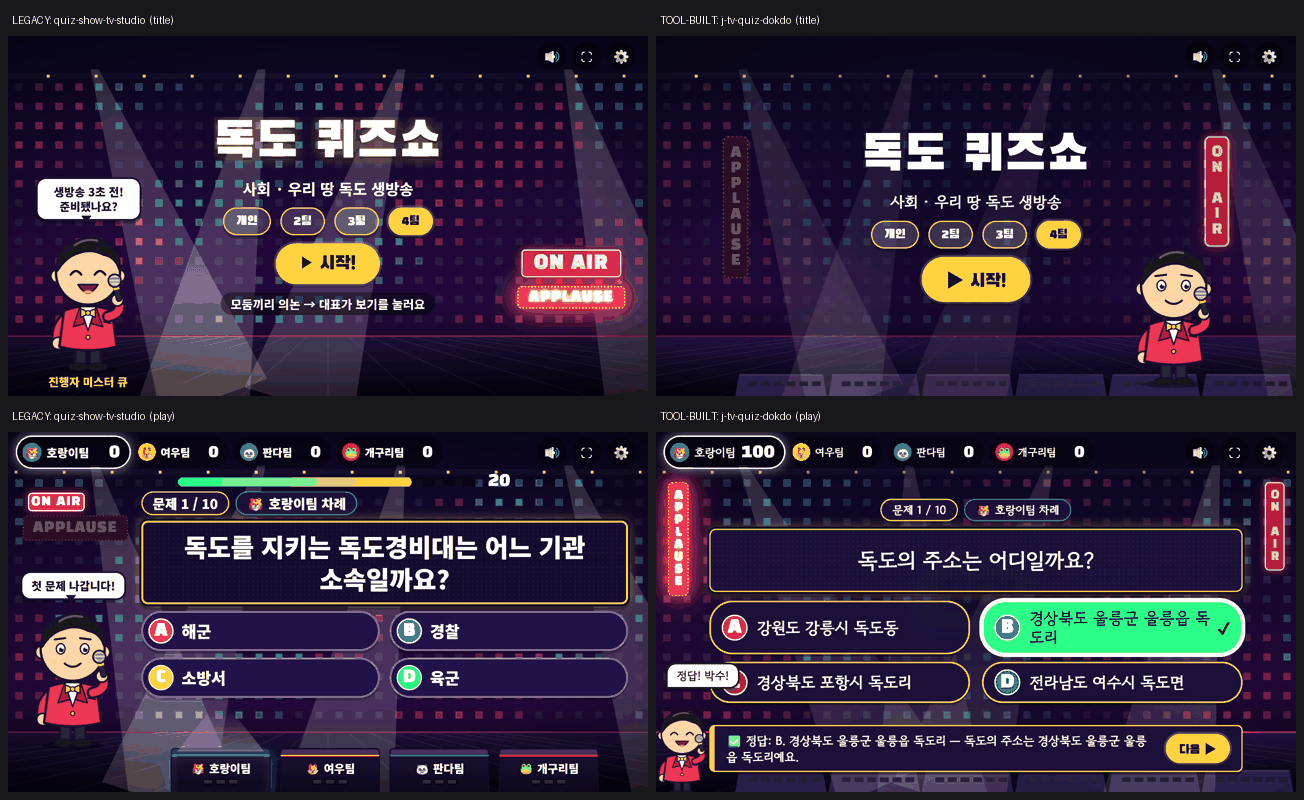 LEGACY: quiz-show-tv-studio (title)
독도 퀴즈쇼
생방송 3초 전!
준비됐나요?
사회 · 우리 땅 독도 생방송
개인 2팀 3팀 4팀
▶ 시작!
ON AIR
APPLAUSE
모둠끼리 의논 → 대표가 보기를 눌러요
진행자 미스터 큐
TOOL-BUILT: j-tv-quiz-dokdo (title)
APPLAUSE
ON AIR
독도 퀴즈쇼
사회 · 우리 땅 독도 생방송
개인 2팀 3팀 4팀
▶ 시작!
LEGACY: quiz-show-tv-studio (play)
호랑이팀 0 여우팀 0 판다팀 0 개구리팀 0
20
ON AIR
APPLAUSE
문제 1 / 10 호랑이팀 차례
독도를 지키는 독도경비대는 어느 기관
소속일까요?
첫 문제 나갑니다!
A 해군 B 경찰
C 소방서 D 육군
호랑이팀 여우팀 판다팀 개구리팀
TOOL-BUILT: j-tv-quiz-dokdo (play)
호랑이팀 100 여우팀 0 판다팀 0 개구리팀 0
APPLAUSE
ON AIR
문제 1 / 10 호랑이팀 차례
독도의 주소는 어디일까요?
A 강원도 강릉시 독도동
B 경상북도 울릉군 울릉읍 독
도리 ✓
정답! 박수!
경상북도 포항시 독도리
D 전라남도 여수시 독도면
✅ 정답: B. 경상북도 울릉군 울릉읍 독도리 — 독도의 주소는 경상북도 울릉군 울릉
읍 독도리예요.
다음 ▶